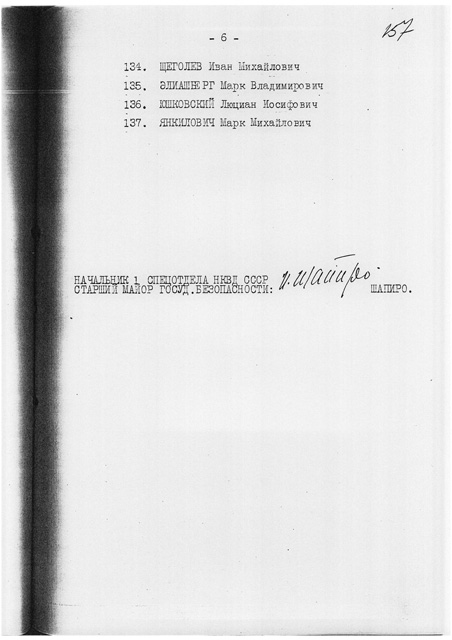 - 6 -
157
134. ЩЕГОЛЕВ Иван Михайлович
135. ЭЛИАШБЕРГ Марк Владимирович
136. ЮШКОВСКИЙ Люциан Иосифович
137. ЯНКИЛОВИЧ Марк Михайлович
НАЧАЛЬНИК 1 СПЕЦОТДЕЛА НКВД СССР
СТАРШИЙ МАЙОР ГОСУД.БЕЗОПАСНОСТИ: И. Шапиро ШАПИРО.